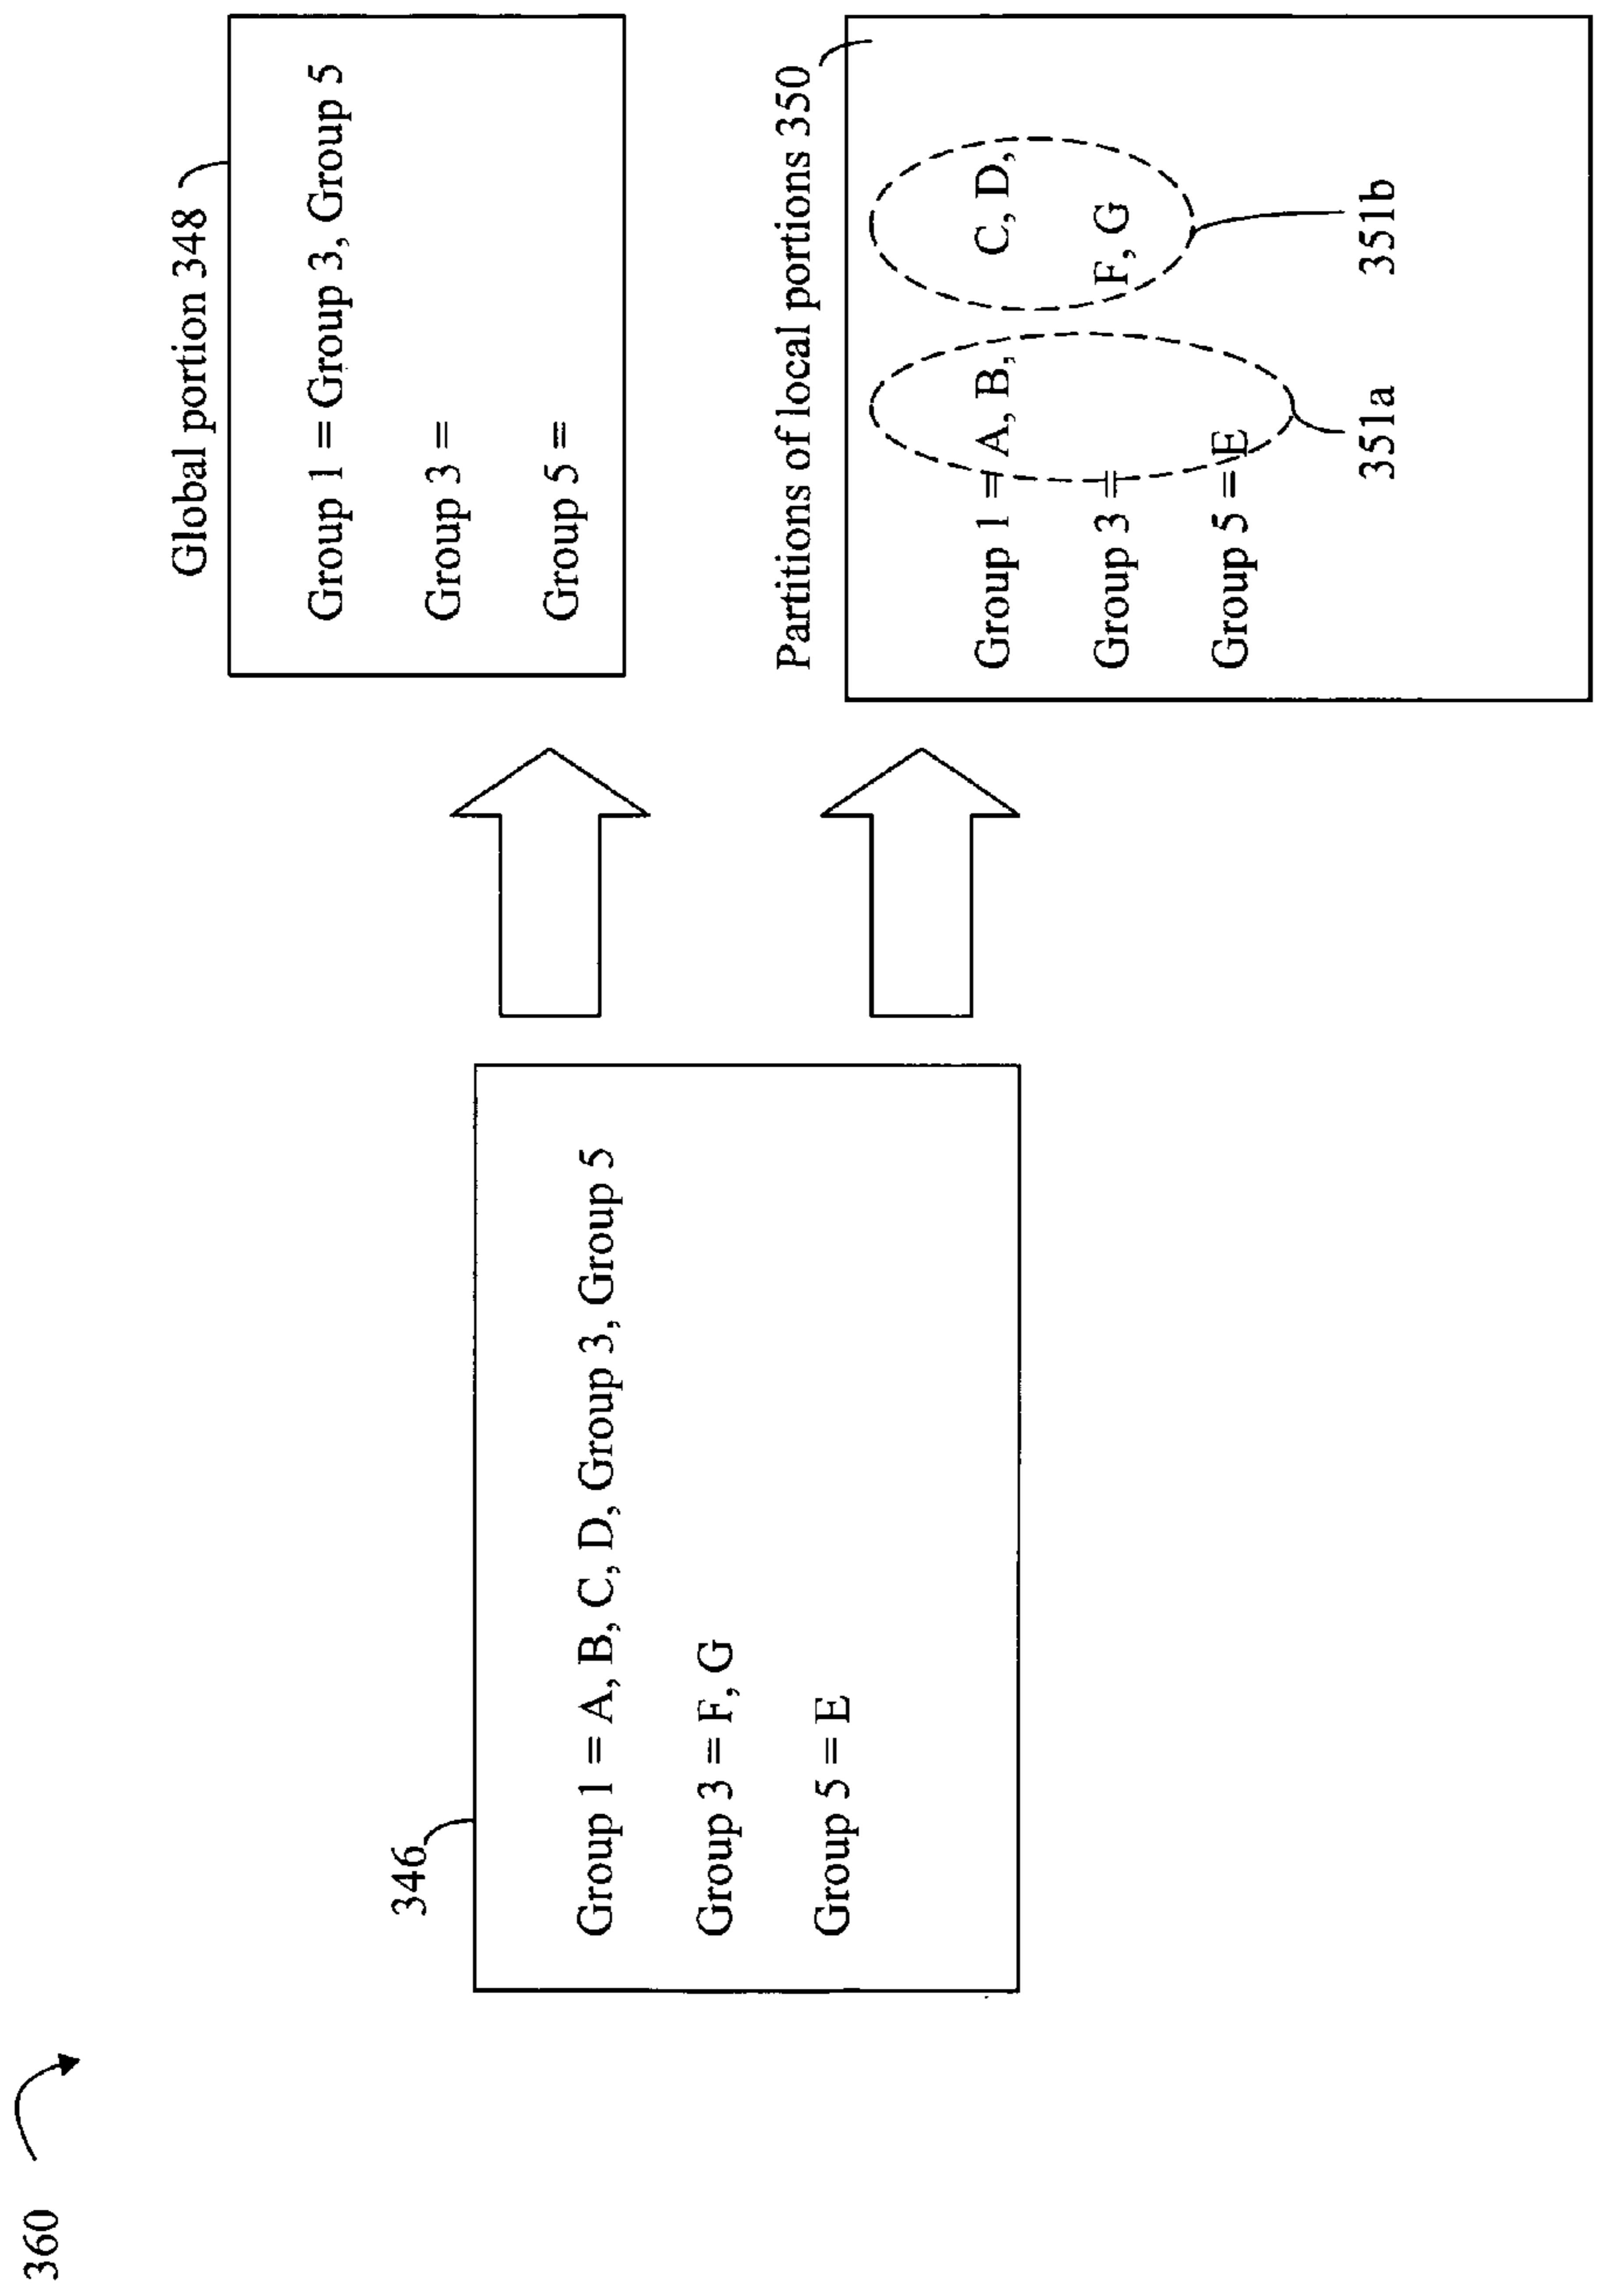 360
346
Group 1 = A, B, C, D, Group 3, Group 5
Group 3 = F, G
Group 5 = E
Global portion 348
Group 1 = Group 3, Group 5
Group 3 =
Group 5 =
Partitions of local portions 350
Group 1 = A, B, C, D,
Group 3 = F, G
Group 5 = E
351a 351b